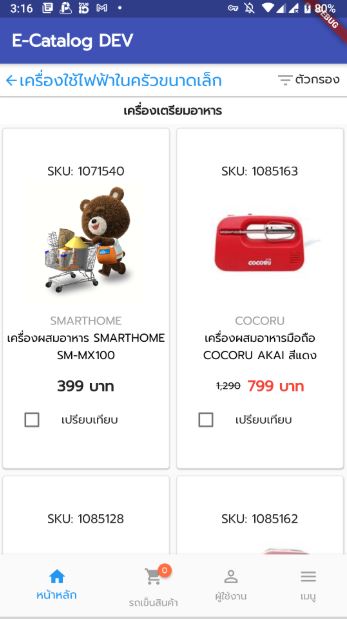 3:16
80%
DEBUG
E-Catalog DEV
เครื่องใช้ไฟฟ้าในครัวขนาดเล็ก
ตัวกรอง
เครื่องเตรียมอาหาร
SKU: 1071540
SKU: 1085163
COCORU
SMARTHOME
COCORU
เครื่องผสมอาหาร SMARTHOME
SM-MX100
เครื่องผสมอาหารมือถือ
COCORU AKAI สีแดง
399 บาท
1,290 799 บาท
เปรียบเทียบ
เปรียบเทียบ
SKU: 1085128
SKU: 1085162
0
หน้าหลัก
รถเข็นสินค้า
ผู้ใช้งาน
เมนู